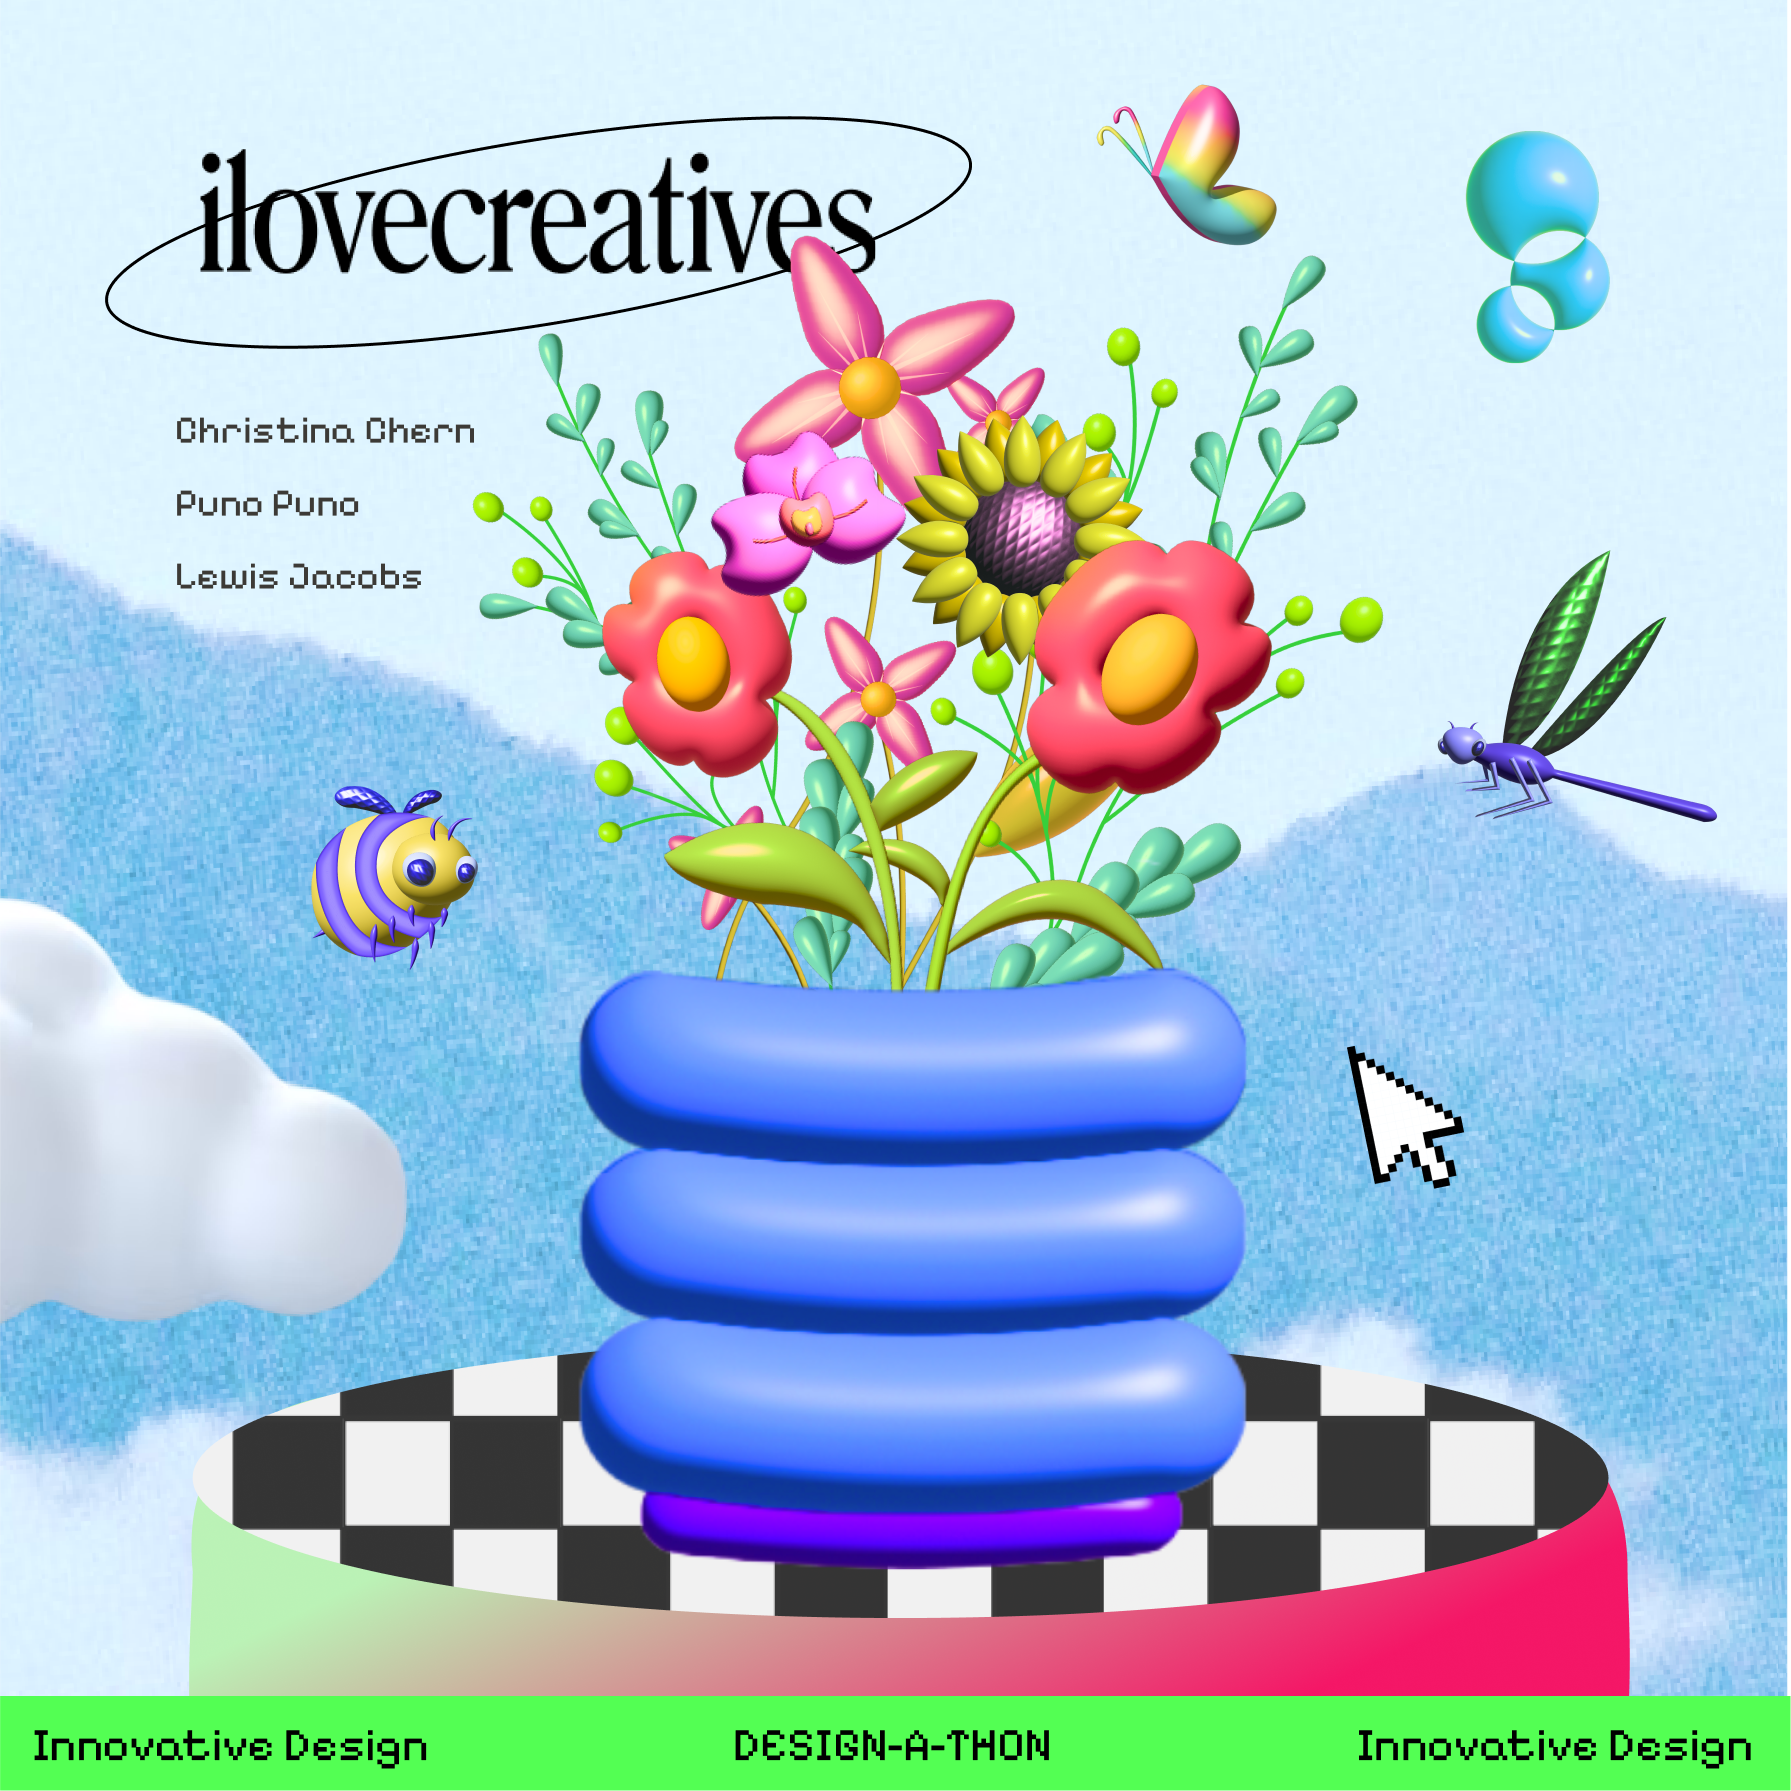 ilovecreatives
Christina Chern
Puno Puno
Lewis Jacobs
Innovative Design
DESIGN-A-THON
Innovative Design